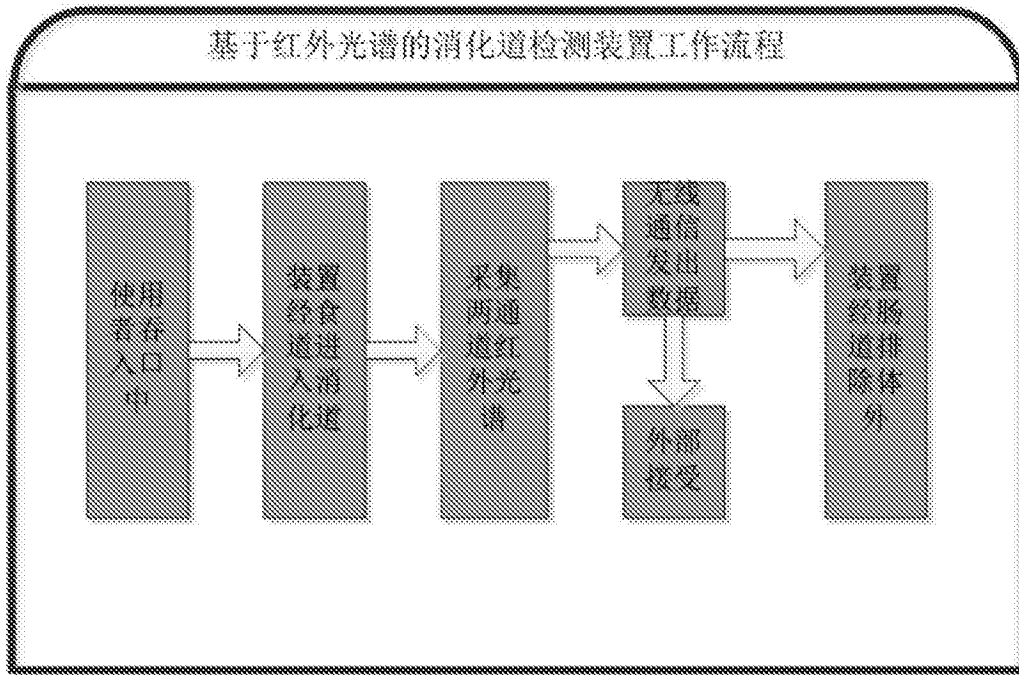 基于红外光谱的消化道检测装置工作流程
使用
者吞
入口
中
装置
经食
道进
入消
化道
采集
两通
道红
外光
谱
无线
通信
发出
数据
外部
接受
装置
经肠
道排
除体
外